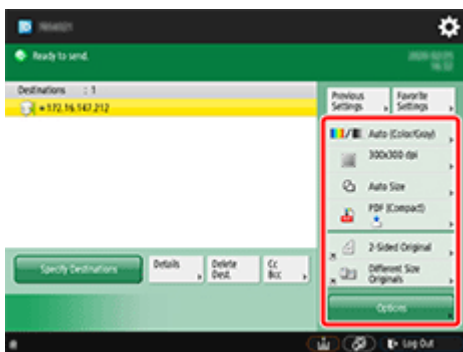 Ready to send.
Destinations : 1
172.16.147.212
Previous Settings
Favorite Settings
Auto (Color/Gray)
300x300 dpi
Auto Size
PDF (Compact)
2-Sided Original
Different Size Originals
Options
Specify Destinations
Details
Delete Dest.
Cc Bcc
Log Out